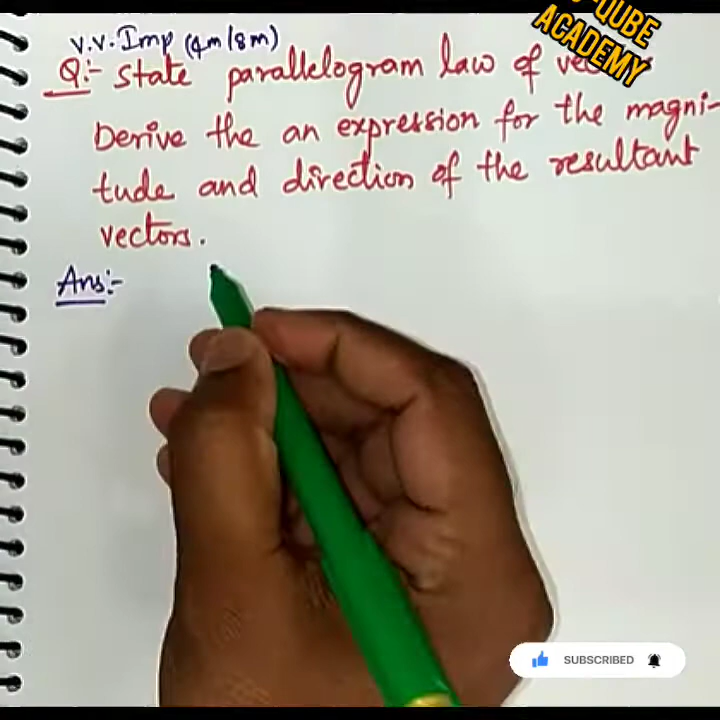 V.V. Imp (4m/8m)
QUBE
ACADEMY
Q:- State parallelogram law of
Derive the an expression for the magni-
tude and direction of the resultant
vectors.
Ans:-
SUBSCRIBED